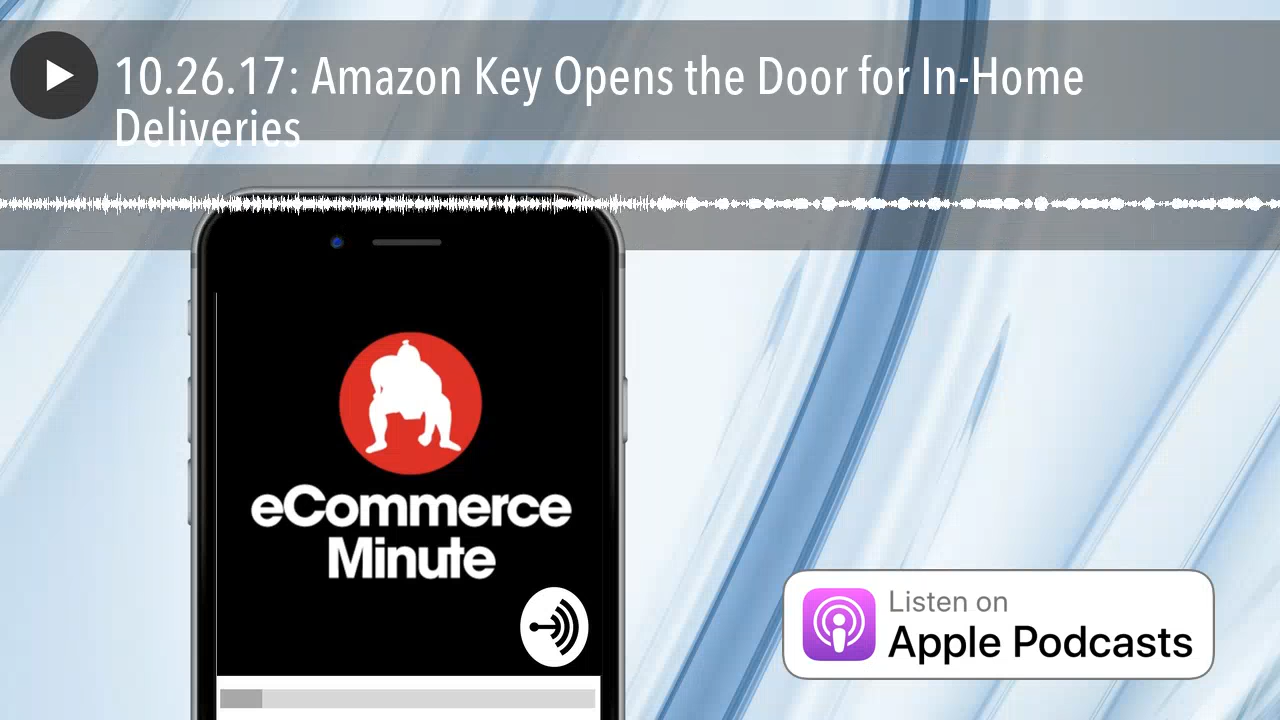 10.26.17: Amazon Key Opens the Door for In-Home
Deliveries
eCommerce
Minute
Listen on
Apple Podcasts